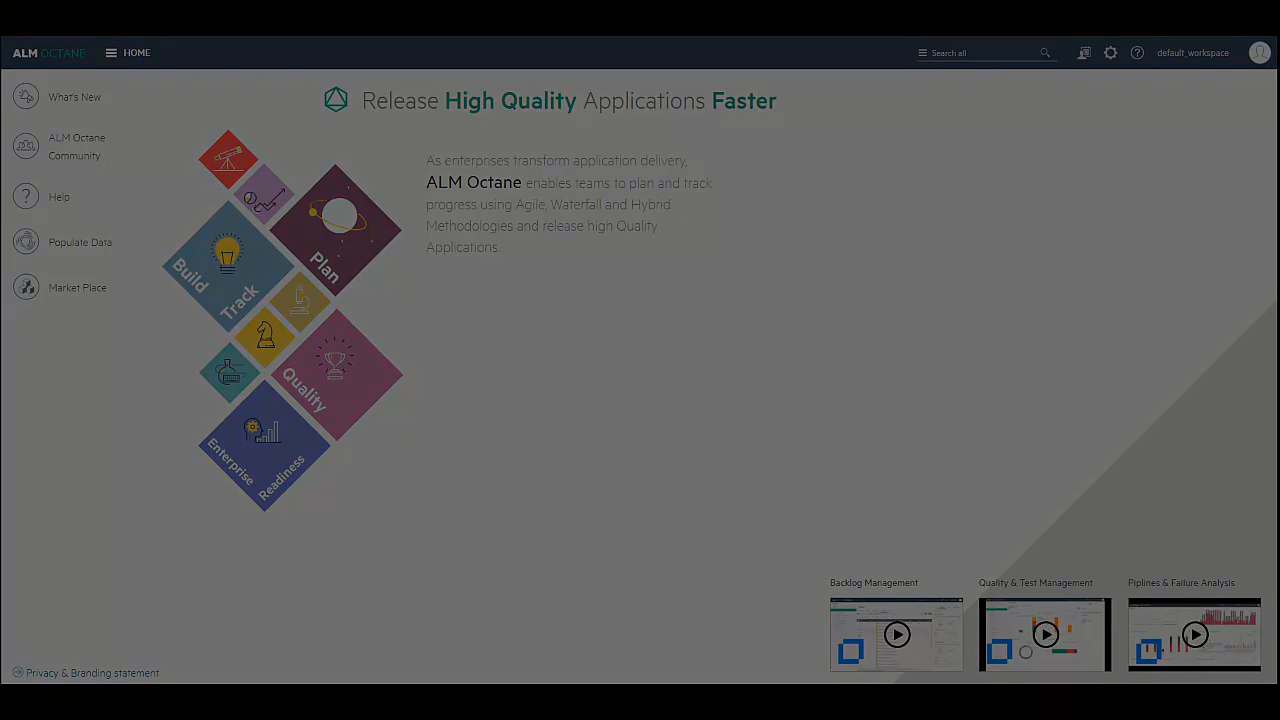 ALM OCTANE
HOME
Search all
default_workspace
What's New
ALM Octane
Community
Help
Populate Data
Market Place
Release High Quality Applications Faster
As enterprises transform application delivery,
ALM Octane enables teams to plan and track
progress using Agile, Waterfall and Hybrid
Methodologies and release high Quality
Applications.
Plan
Build
Track
Quality
Enterprise
Readiness
Backlog Management
Quality & Test Management
Piplines & Failure Analysis
Privacy & Branding statement